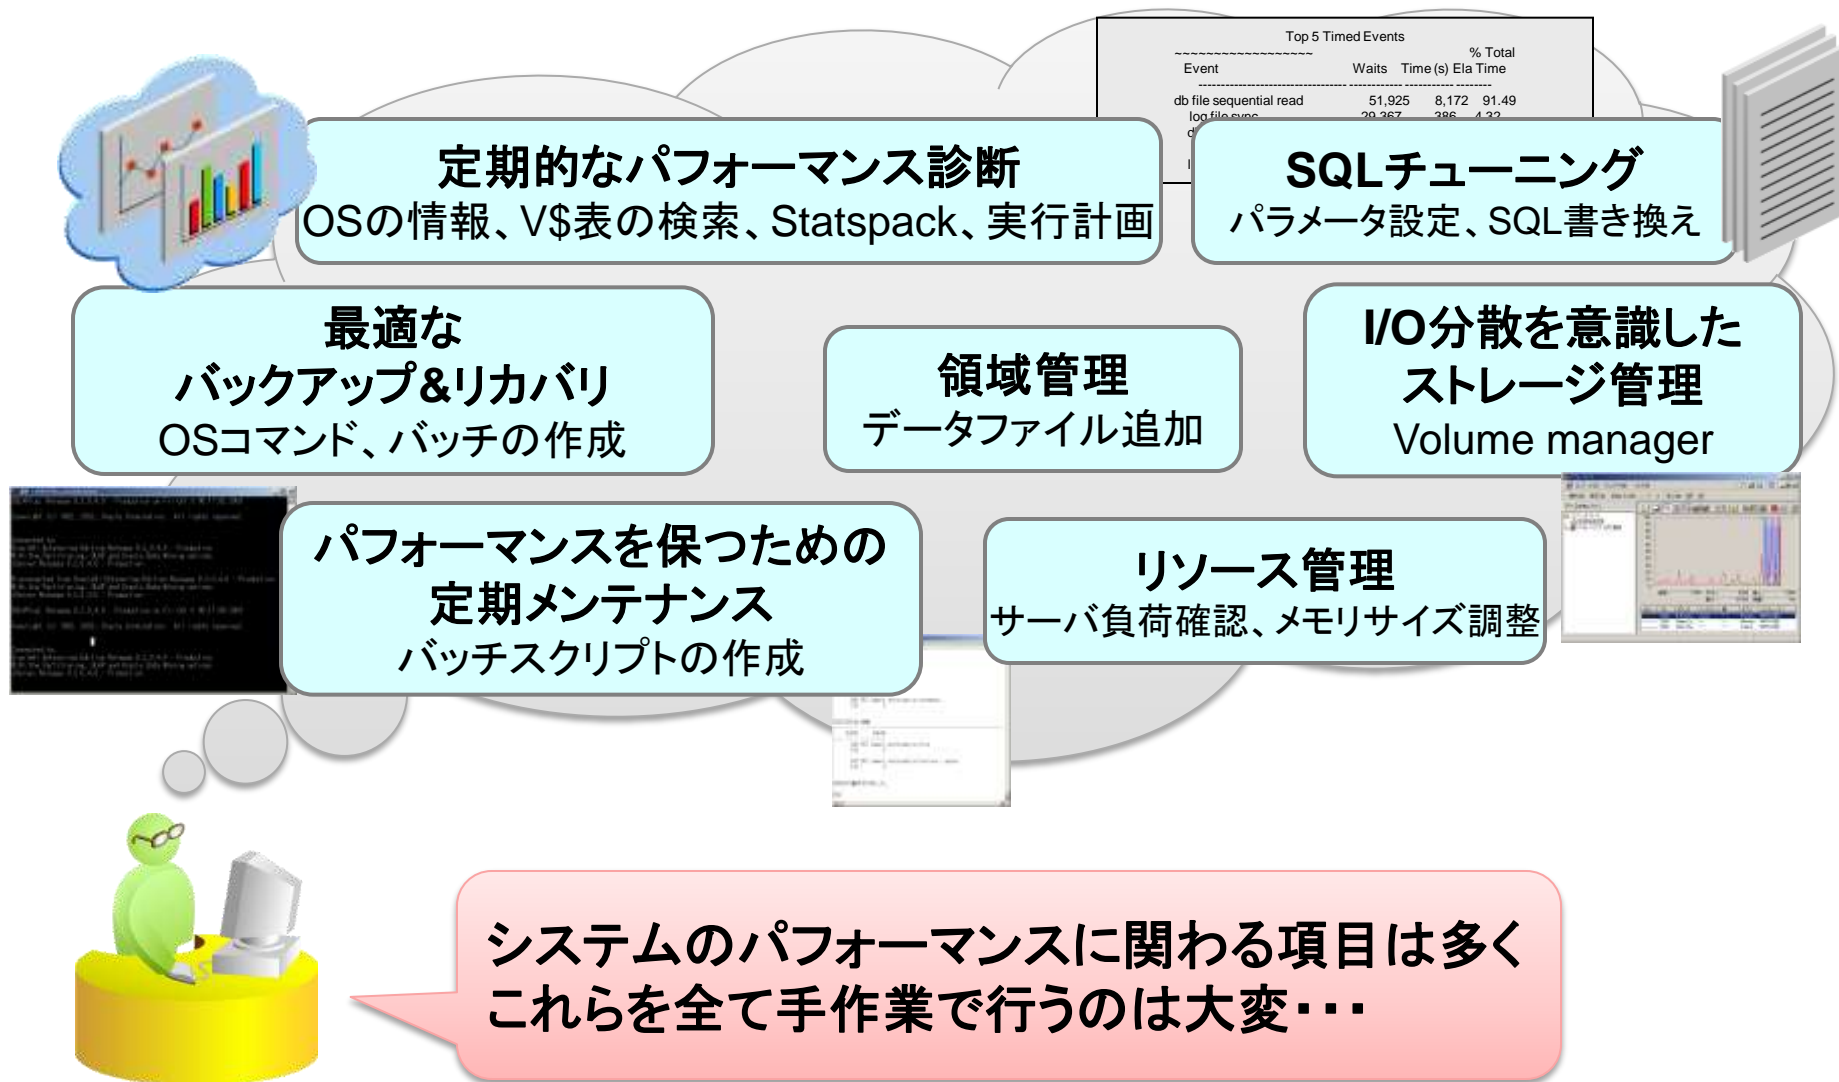 Top 5 Timed Events
~~~~~~~~~~~~~~~~~~ % Total
Event Waits Time (s) Ela Time
db file sequential read 51,925 8,172 91.49
log file sync 29,367 386 4.32
定期的なパフォーマンス診断
OSの情報、V$表の検索、Statspack、実行計画
SQLチューニング
パラメータ設定、SQL書き換え
最適な
バックアップ&リカバリ
OSコマンド、バッチの作成
領域管理
データファイル追加
I/O分散を意識した
ストレージ管理
Volume manager
パフォーマンスを保つための
定期メンテナンス
バッチスクリプトの作成
リソース管理
サーバ負荷確認、メモリサイズ調整
システムのパフォーマンスに関わる項目は多く
これらを全て手作業で行うのは大変・・・